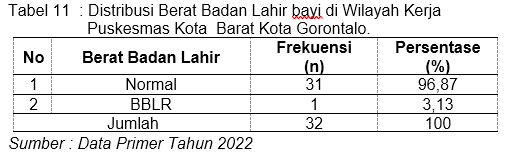 Tabel 11 : Distribusi Berat Badan Lahir bayi di Wilayah Kerja
Puskesmas Kota Barat Kota Gorontalo.
No Berat Badan Lahir Frekuensi (n) Persentase (%)
1 Normal 31 96,87
2 BBLR 1 3,13
Jumlah 32 100
Sumber : Data Primer Tahun 2022